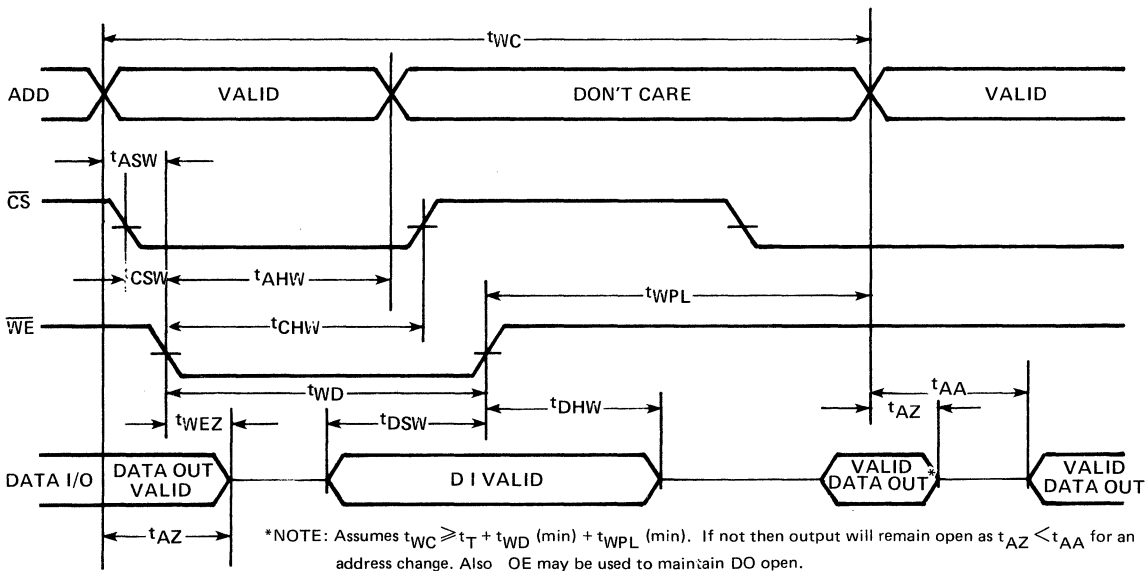 tWC
ADD VALID DON'T CARE VALID
tASW
CS
tCSW tAHW tWPL
WE tCHW
tWD tAA
tWEZ tDSW tDHW tAZ
DATA I/O DATA OUT VALID D I VALID VALID DATA OUT* VALID DATA OUT
tAZ
*NOTE: Assumes tWC ≥ tT + tWD (min) + tWPL (min). If not then output will remain open as tAZ < tAA for an
address change. Also OE may be used to maintain DO open.